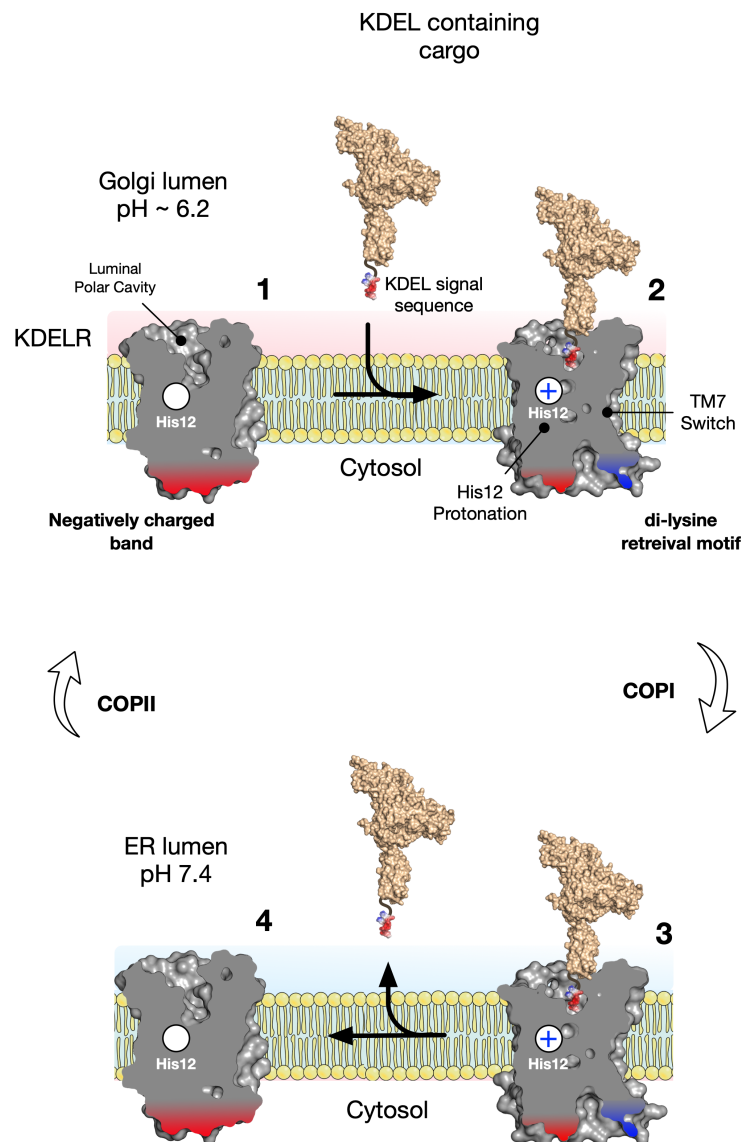 KDEL containing
cargo
Golgi lumen
pH ~ 6.2
Luminal
Polar Cavity
1
KDEL signal
sequence
2
KDELR
His12
+
His12
TM7
Switch
Cytosol
His12
Protonation
Negatively charged
band
di-lysine
retreival motif
COPII
COPI
ER lumen
pH 7.4
4
3
His12
+
His12
Cytosol